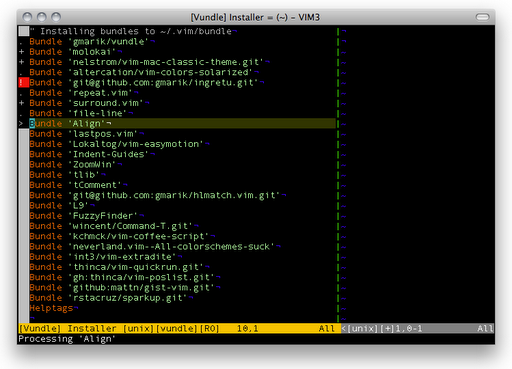 [Vundle] Installer = (~) - VIM3
" Installing bundles to ~/.vim/bundle¬
. Bundle 'gmarik/vundle'¬
+ Bundle 'molokai'¬
+ Bundle 'nelstrom/vim-mac-classic-theme.git'¬
. Bundle 'altercation/vim-colors-solarized'¬
! Bundle 'git@github.com:gmarik/ingretu.git'¬
. Bundle 'repeat.vim'¬
+ Bundle 'surround.vim'¬
. Bundle 'file-line'¬
> Bundle 'Align'¬
Bundle 'lastpos.vim'¬
Bundle 'Lokaltog/vim-easymotion'¬
Bundle 'Indent-Guides'¬
Bundle 'ZoomWin'¬
Bundle 'tlib'¬
Bundle 'tComment'¬
Bundle 'git@github.com:gmarik/hlmatch.vim.git'¬
Bundle 'L9'¬
Bundle 'FuzzyFinder'¬
Bundle 'wincent/Command-T.git'¬
Bundle 'kchmck/vim-coffee-script'¬
Bundle 'neverland.vim--All-colorschemes-suck'¬
Bundle 'int3/vim-extradite'¬
Bundle 'thinca/vim-quickrun.git'¬
Bundle 'gh:thinca/vim-poslist.git'¬
Bundle 'github:mattn/gist-vim.git'¬
Bundle 'rstacruz/sparkup.git'¬
Helptags¬
[Vundle] Installer [unix][vundle][RO] 10,1 All <[unix][+]1,0-1 All
Processing 'Align'